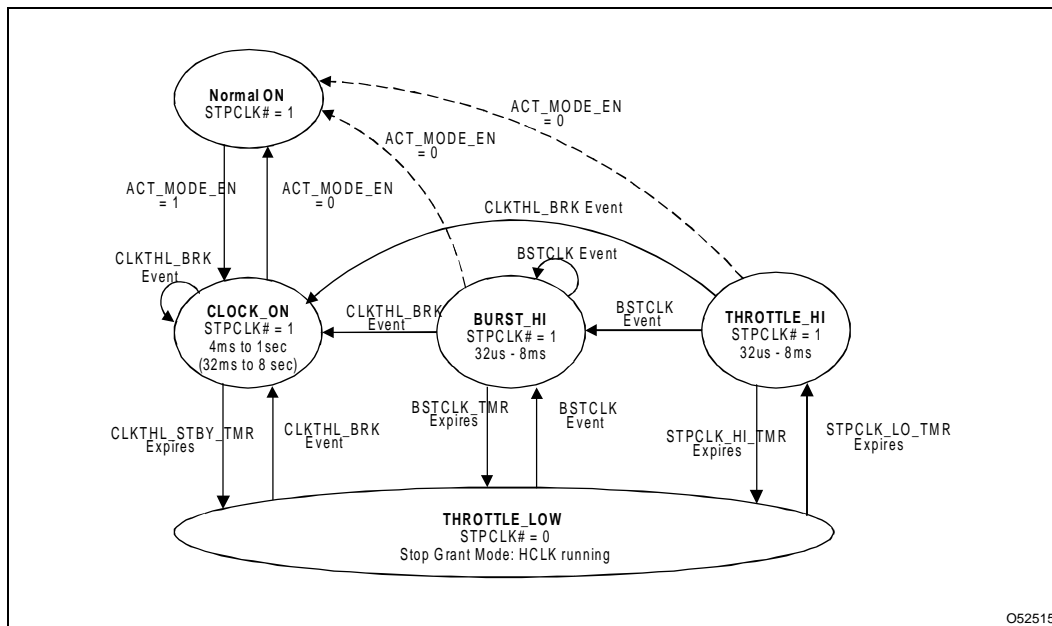 Normal ON
STPCLK# = 1
ACT_MODE_EN
= 0
ACT_MODE_EN
= 0
ACT_MODE_EN
= 1
ACT_MODE_EN
= 0
CLKTHL_BRK Event
CLKTHL_BRK
Event
BSTCLK Event
CLOCK_ON
STPCLK# = 1
4ms to 1sec
(32ms to 8 sec)
CLKTHL_BRK
Event
BURST_HI
STPCLK# = 1
32us - 8ms
BSTCLK
Event
THROTTLE_HI
STPCLK# = 1
32us - 8ms
CLKTHL_STBY_TMR
Expires
CLKTHL_BRK
Event
BSTCLK_TMR
Expires
BSTCLK
Event
STPCLK_HI_TMR
Expires
STPCLK_LO_TMR
Expires
THROTTLE_LOW
STPCLK# = 0
Stop Grant Mode: HCLK running
O52515